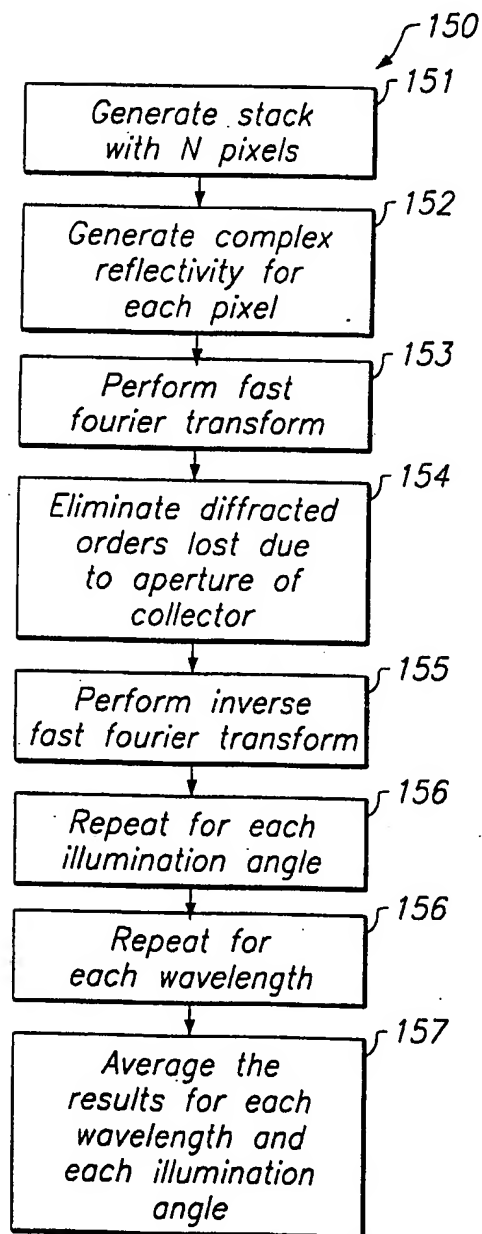 150
151
Generate stack
with N pixels
152
Generate complex
reflectivity for
each pixel
153
Perform fast
fourier transform
154
Eliminate diffracted
orders lost due
to aperture of
collector
155
Perform inverse
fast fourier transform
156
Repeat for each
illumination angle
156
Repeat for
each wavelength
157
Average the
results for each
wavelength and
each illumination
angle